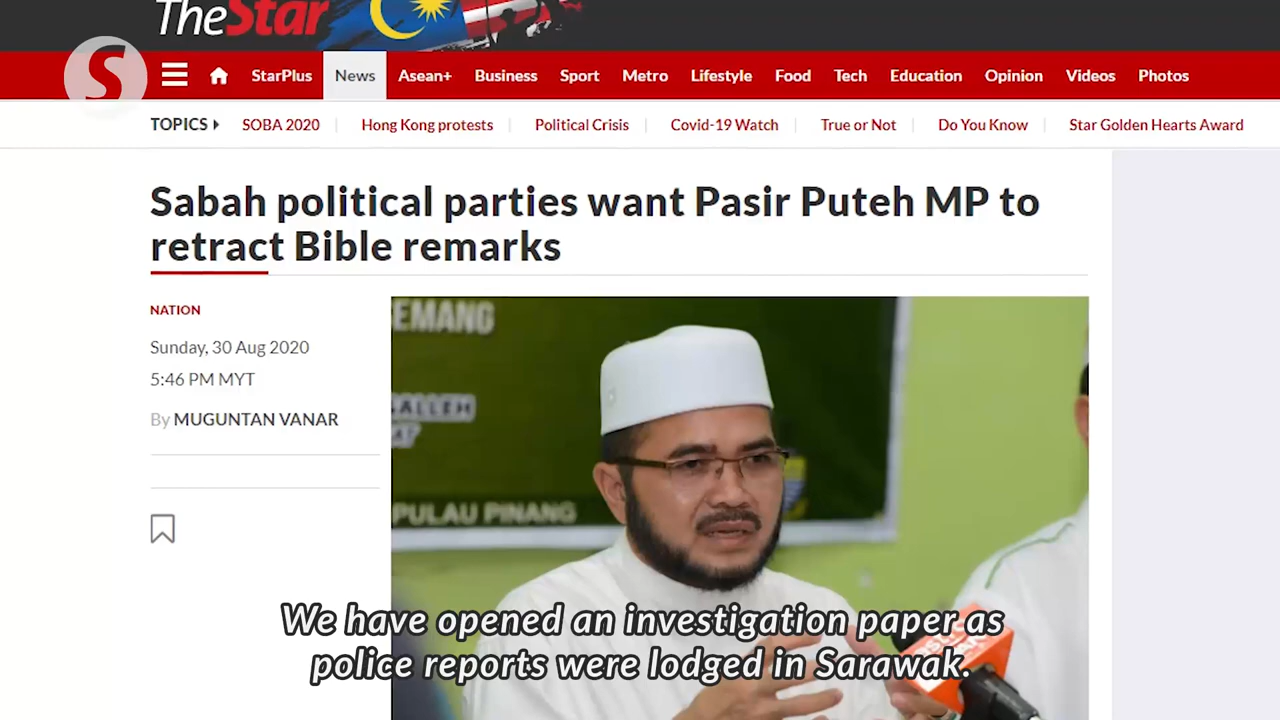 TheStar
S
StarPlus News Asean+ Business Sport Metro Lifestyle Food Tech Education Opinion Videos Photos
TOPICS SOBA 2020 Hong Kong protests Political Crisis Covid-19 Watch True or Not Do You Know Star Golden Hearts Award
Sabah political parties want Pasir Puteh MP to
retract Bible remarks
NATION
Sunday, 30 Aug 2020
5:46 PM MYT
By MUGUNTAN VANAR
EMANG
ALLEH
PULAU PINANG
We have opened an investigation paper as
police reports were lodged in Sarawak.